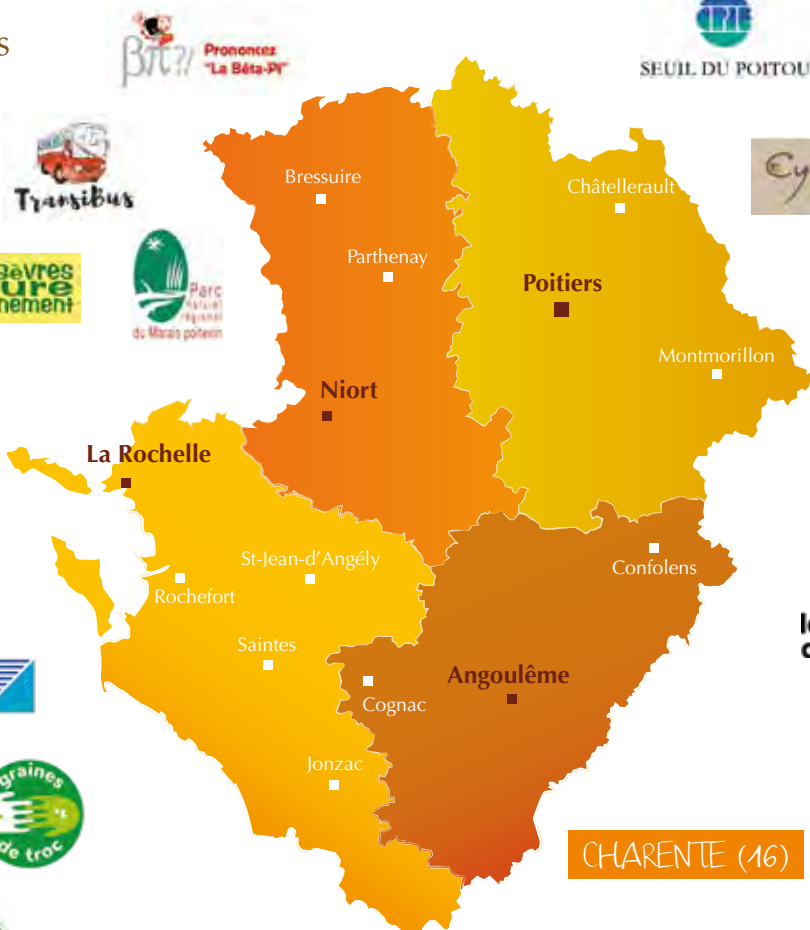 s
βπ?!
Prononcez
"La Béta-Pi"
SEUIL DU POITOU
TransiBus
Bressuire
Châtellerault
Parthenay
Parc
naturel
régional
du Marais poitevin
Poitiers
Montmorillon
Niort
La Rochelle
St-Jean-d'Angély
Rochefort
Confolens
Saintes
Angoulême
Cognac
Jonzac
graines
de troc
CHARENTE (16)